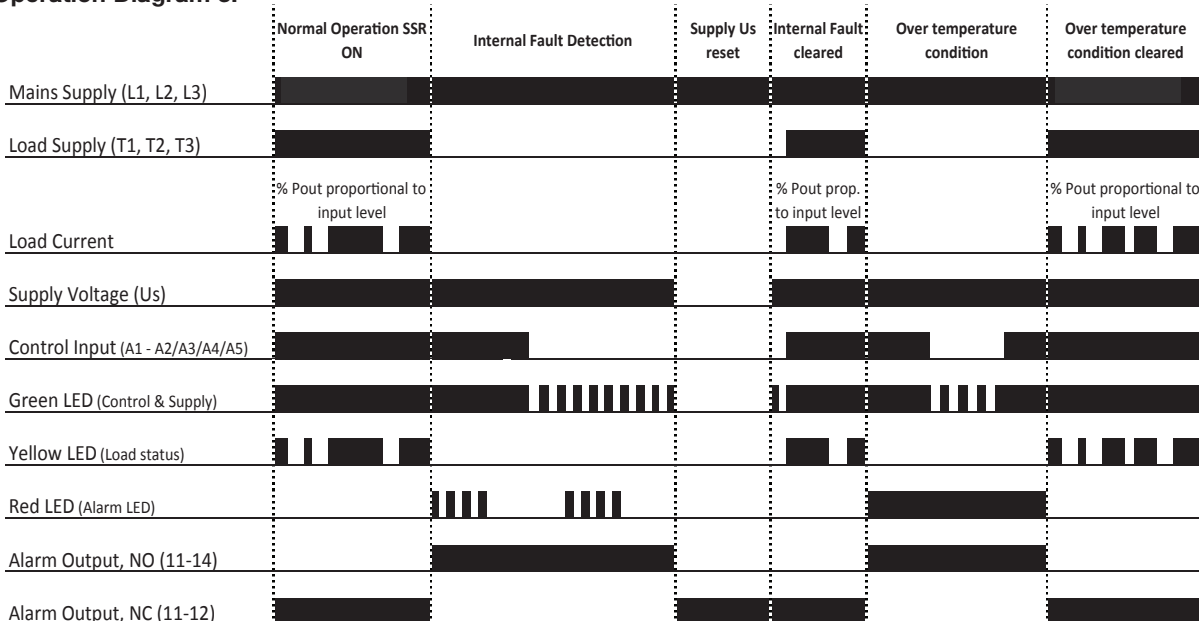 Operation Diagram 3:
Normal Operation SSR
ON
Internal Fault Detection
Supply Us
reset
Internal Fault
cleared
Over temperature
condition
Over temperature
condition cleared
Mains Supply (L1, L2, L3)
Load Supply (T1, T2, T3)
% Pout proportional to
input level
% Pout prop.
to input level
% Pout proportional to
input level
Load Current
Supply Voltage (Us)
Control Input (A1 - A2/A3/A4/A5)
Green LED (Control & Supply)
Yellow LED (Load status)
Red LED (Alarm LED)
Alarm Output, NO (11-14)
Alarm Output, NC (11-12)